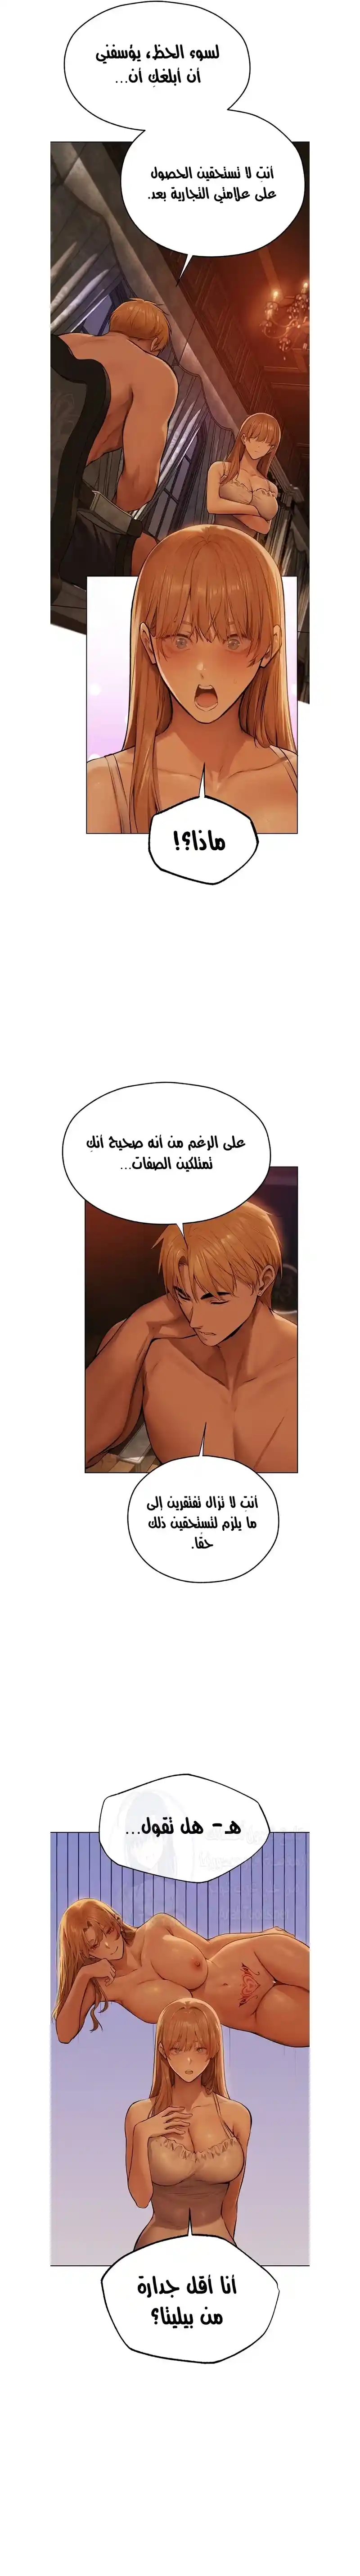 لسوء الحظ، يؤسفني
أن أبلغكِ أن...
أنتِ لا تستحقين الحصول
على علامتي التجارية بعد.
ماذا؟!
على الرغم من أنه صحيح أنكِ
تمتلكين الصفات...
أنتِ لا تزال تفتقرين إلى
ما يلزم لتستحقين ذلك
حقًا.
هـ- هل تقول...
أنا أقل جدارة
من بيليتا؟